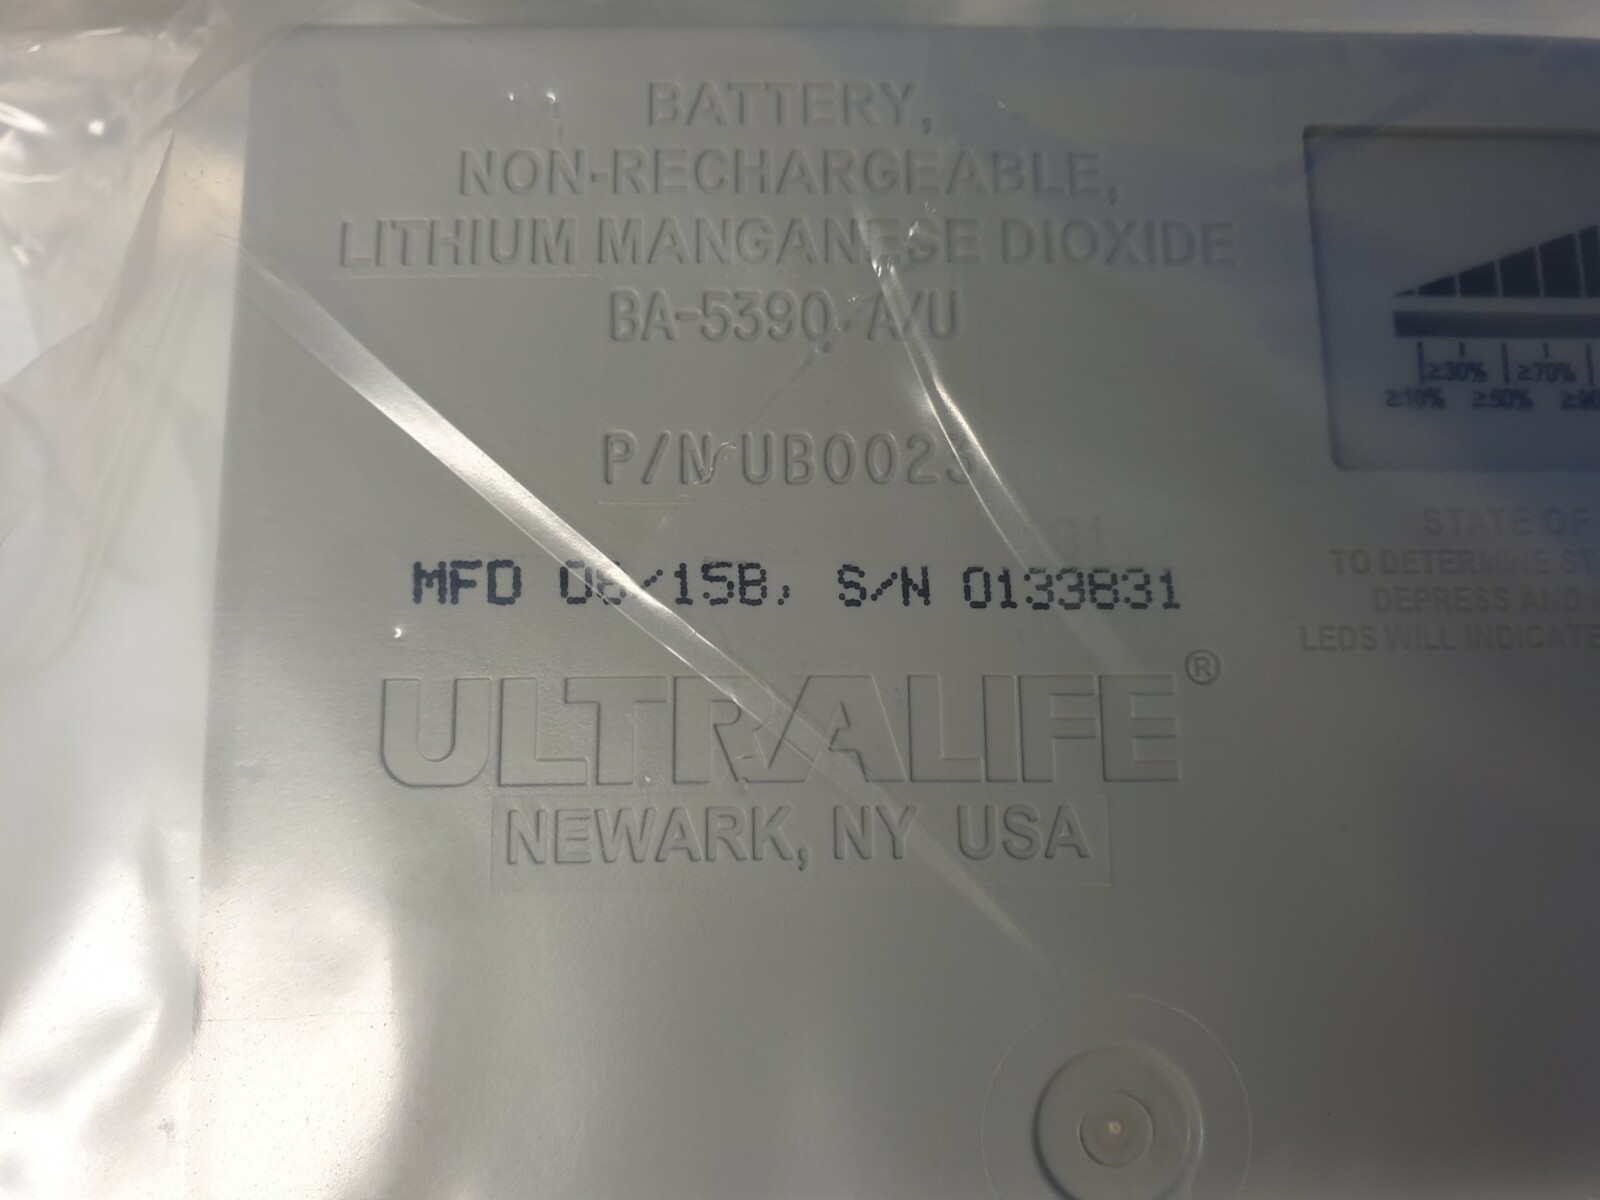 BATTERY,
NON-RECHARGEABLE,
LITHIUM MANGANESE DIOXIDE
BA-5390 A/U
P/N UB0023
MFD 06/15B, S/N 0133831
ULTRALIFE®
NEWARK, NY USA
≥30% ≥70%
≥10% ≥50%
STATE OF
TO DETERMINE
DEPRESS AND
LEDS WILL INDICATE